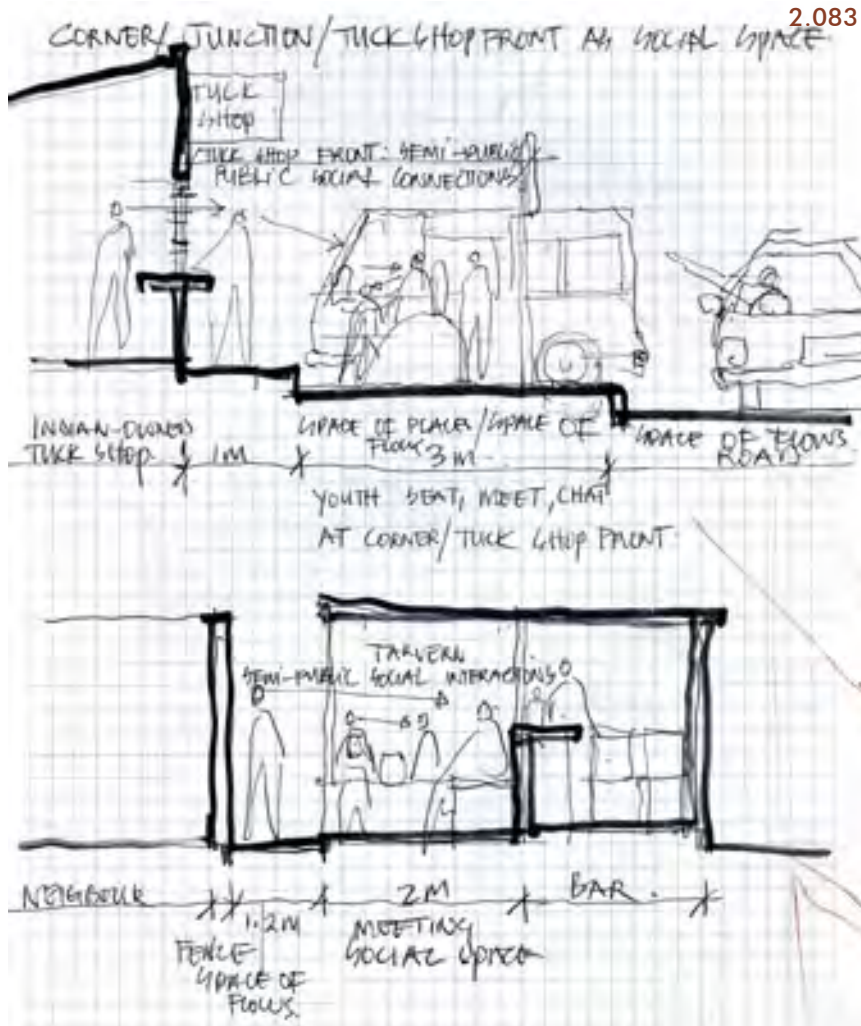 2.083
CORNER/ JUNCTION/ TUCK SHOP FRONT AS SOCIAL SPACE
TUCK
SHOP
TUCK SHOP FRONT: SEMI-PUBLIC/
PUBLIC SOCIAL CONNECTIONS
INDIAN-OWNED
TUCK SHOP
1M
SPACE OF PLACES/SPACE OF
FLOWS
3M
SPACE OF FLOWS
ROADS
YOUTH SEAT, MEET, CHAT
AT CORNER/ TUCK SHOP FRONT.
TARVERN
SEMI-PUBLIC SOCIAL INTERACTIONS
NEIGBOUR
1.2M
2M
BAR.
FENCE
SPACE OF
FLOWS.
MEETING
SOCIAL SPACE